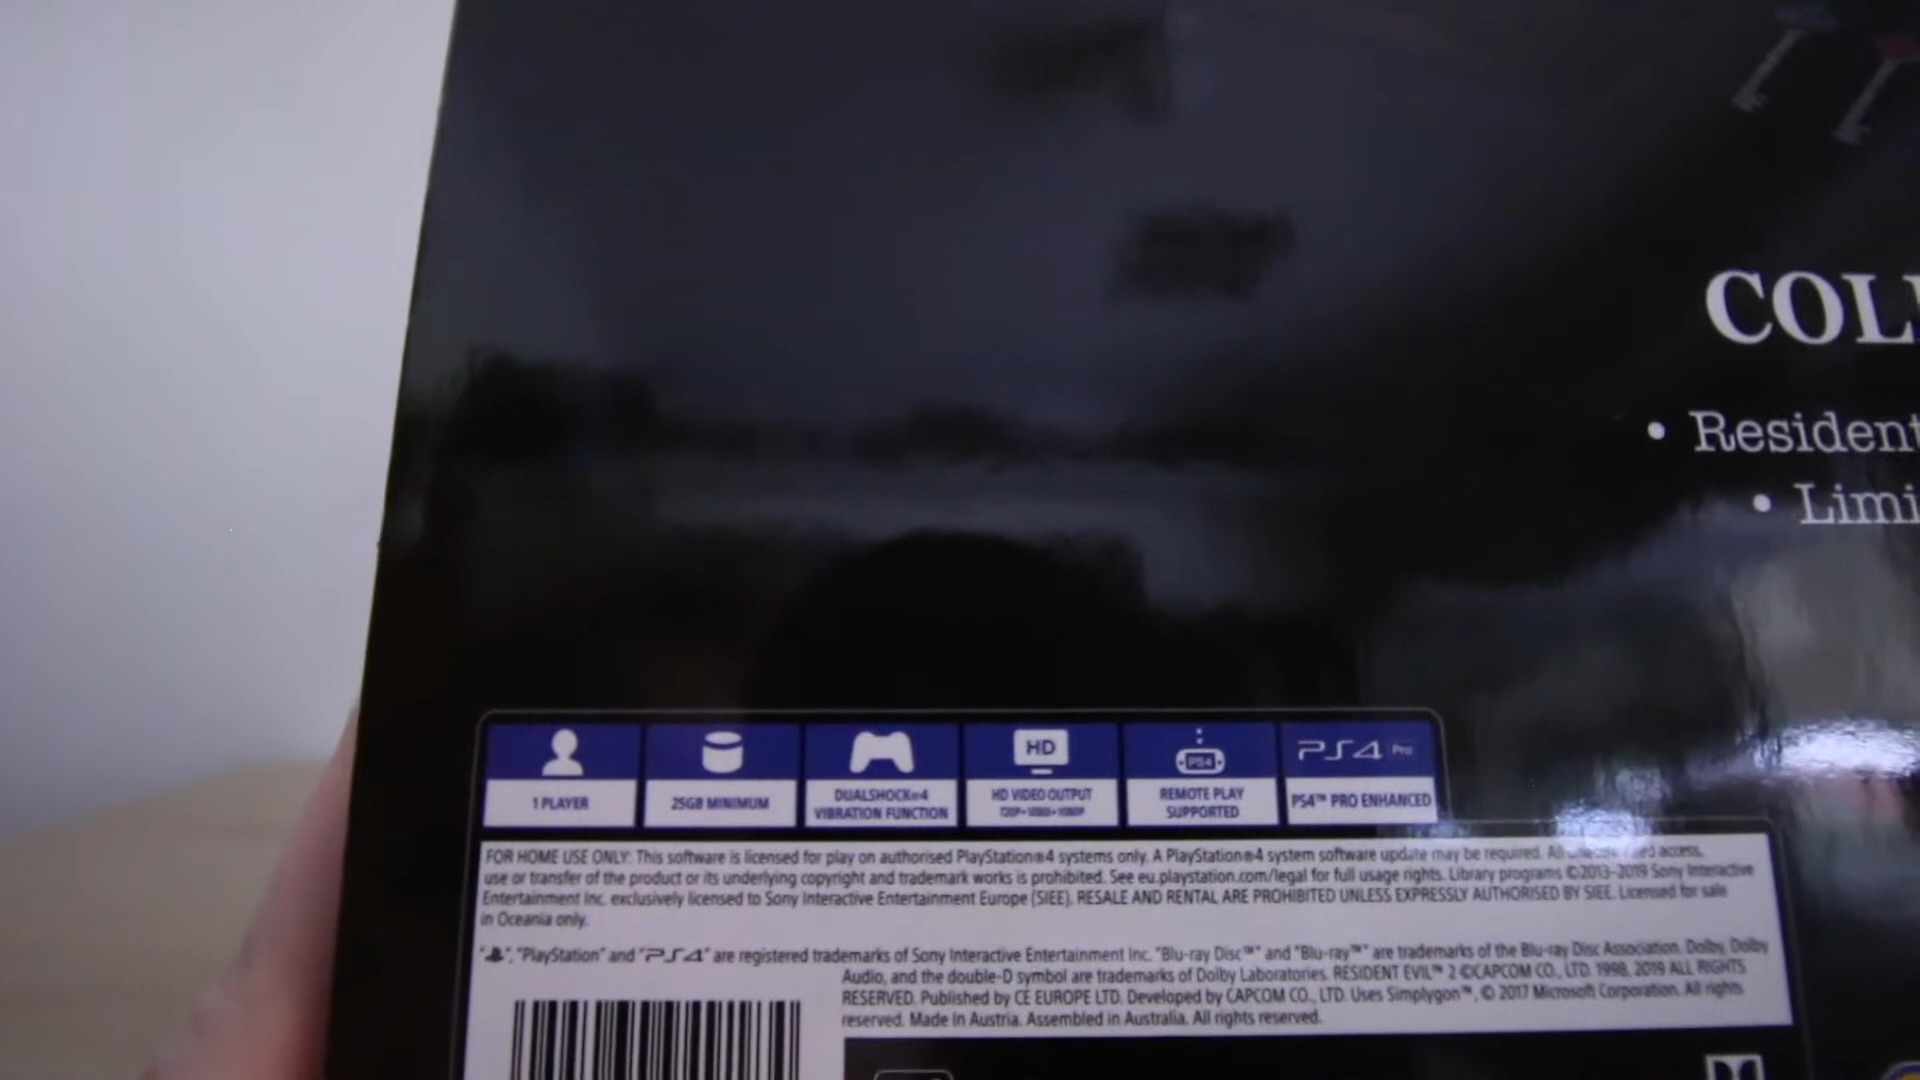 COL
• Resident
• Limi
HD
PS4
PS4 Pro
1 PLAYER
25GB MINIMUM
DUALSHOCK®4
VIBRATION FUNCTION
HD VIDEO OUTPUT
720P•1080i•1080P
REMOTE PLAY
SUPPORTED
PS4™ PRO ENHANCED
FOR HOME USE ONLY: This software is licensed for play on authorised PlayStation®4 systems only. A PlayStation®4 system software update may be required. All access,
use or transfer of the product or its underlying copyright and trademark works is prohibited. See eu.playstation.com/legal for full usage rights. Library programs ©2013-2019 Sony Interactive
Entertainment Inc. exclusively licensed to Sony Interactive Entertainment Europe (SIEE). RESALE AND RENTAL ARE PROHIBITED UNLESS EXPRESSLY AUTHORISED BY SIEE. Licensed for sale
in Oceania only.
"PlayStation" and "PS4" are registered trademarks of Sony Interactive Entertainment Inc. "Blu-ray Disc™" and "Blu-ray™" are trademarks of the Blu-ray Disc Association. Dolby, Dolby
Audio, and the double-D symbol are trademarks of Dolby Laboratories. RESIDENT EVIL™ 2 ©CAPCOM CO., LTD. 1998, 2019 ALL RIGHTS
RESERVED. Published by CE EUROPE LTD. Developed by CAPCOM CO., LTD. Uses Simplygon™, © 2017 Microsoft Corporation. All rights
reserved. Made in Austria. Assembled in Australia. All rights reserved.